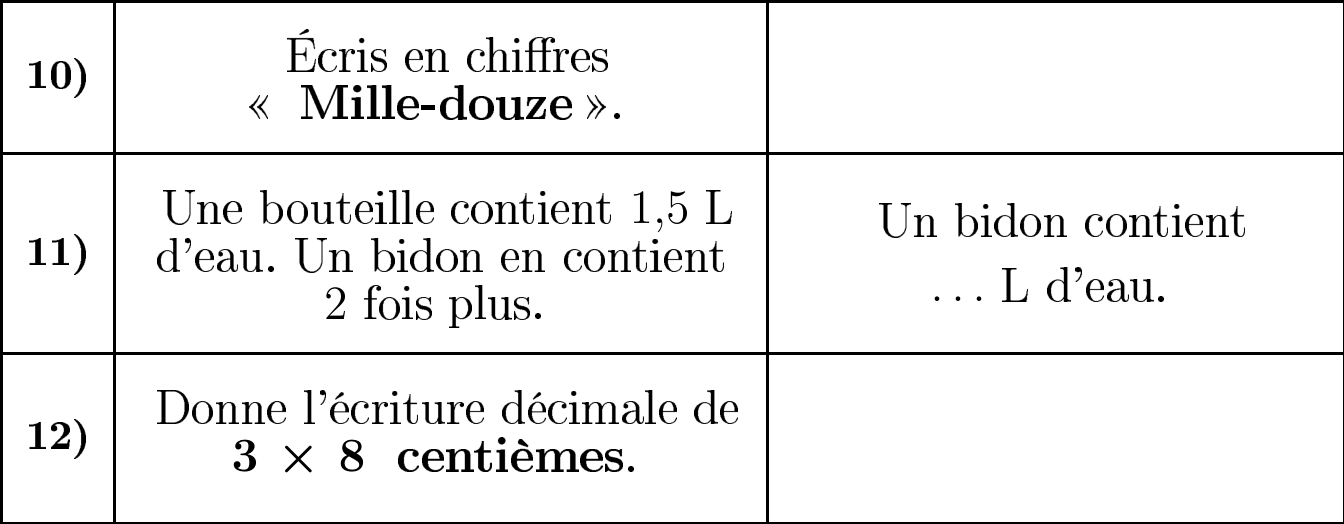 10)
Écris en chiffres
« Mille-douze ».
11)
Une bouteille contient 1,5 L
d'eau. Un bidon en contient
2 fois plus.
Un bidon contient
... L d'eau.
12)
Donne l'écriture décimale de
3 × 8 centièmes.